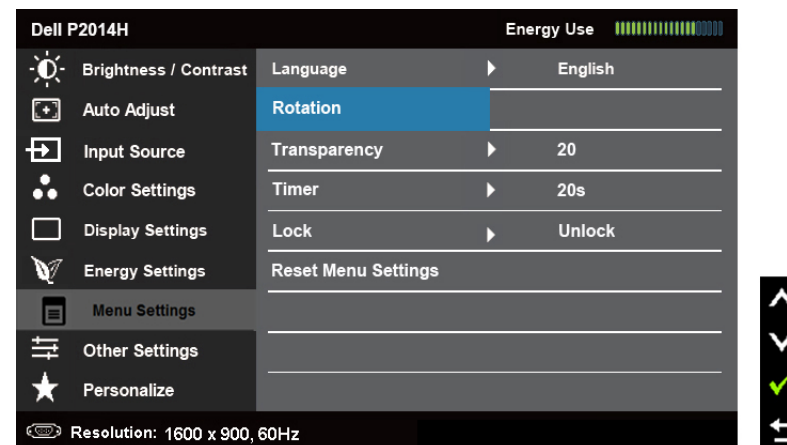 Dell P2014H Energy Use
Brightness / Contrast Language English
Auto Adjust Rotation
Input Source Transparency 20
Color Settings Timer 20s
Display Settings Lock Unlock
Energy Settings Reset Menu Settings
Menu Settings
Other Settings
Personalize
Resolution: 1600 x 900, 60Hz